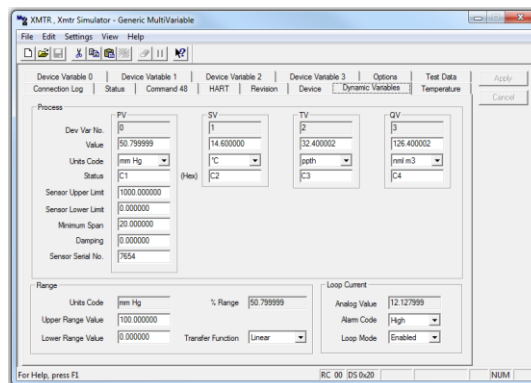 XMTR , Xmtr Simulator - Generic MultiVariable
File Edit Settings View Help
Device Variable 0 Device Variable 1 Device Variable 2 Device Variable 3 Options Test Data
Connection Log Status Command 48 HART Revision Device Dynamic Variables Temperature
Apply
Cancel
Process
PV SV TV QV
Dev Var No. 0 1 2 3
Value 50.799999 14.600000 32.400002 126.400002
Units Code mm Hg °C ppth nml m3
Status C1 (Hex) C2 C3 C4
Sensor Upper Limit 1000.000000
Sensor Lower Limit 0.000000
Minimum Span 20.000000
Damping 0.000000
Sensor Serial No. 7654
Range Loop Current
Units Code mm Hg % Range 50.799999 Analog Value 12.127999
Upper Range Value 100.000000 Alarm Code High
Lower Range Value 0.000000 Transfer Function Linear Loop Mode Enabled
For Help, press F1 RC 00 DS 0x20 NUM